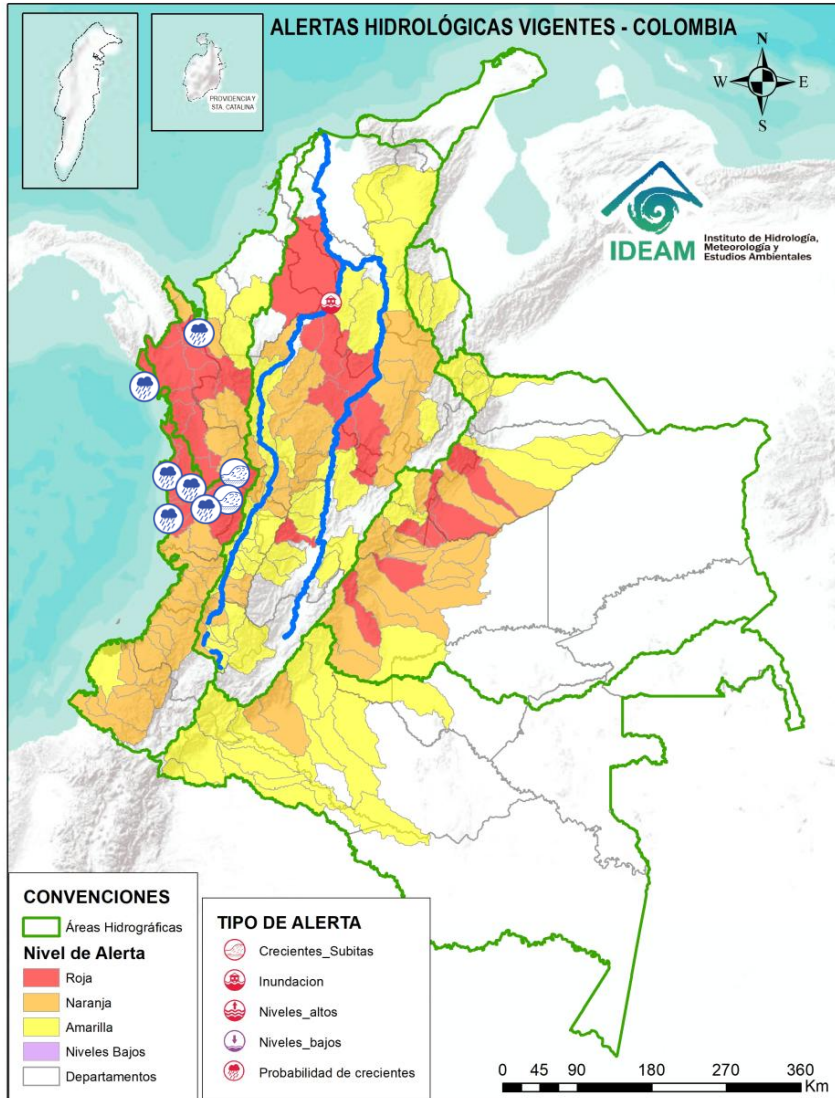 ALERTAS HIDROLÓGICAS VIGENTES - COLOMBIA
PROVIDENCIA Y
STA. CATALINA
N
W
E
S
IDEAM
Instituto de Hidrología,
Meteorología y
Estudios Ambientales
CONVENCIONES
Áreas Hidrográficas
Nivel de Alerta
Roja
Naranja
Amarilla
Niveles Bajos
Departamentos
TIPO DE ALERTA
Crecientes_Subitas
Inundacion
Niveles_altos
Niveles_bajos
Probabilidad de crecientes
0 45 90 180 270 360
Km